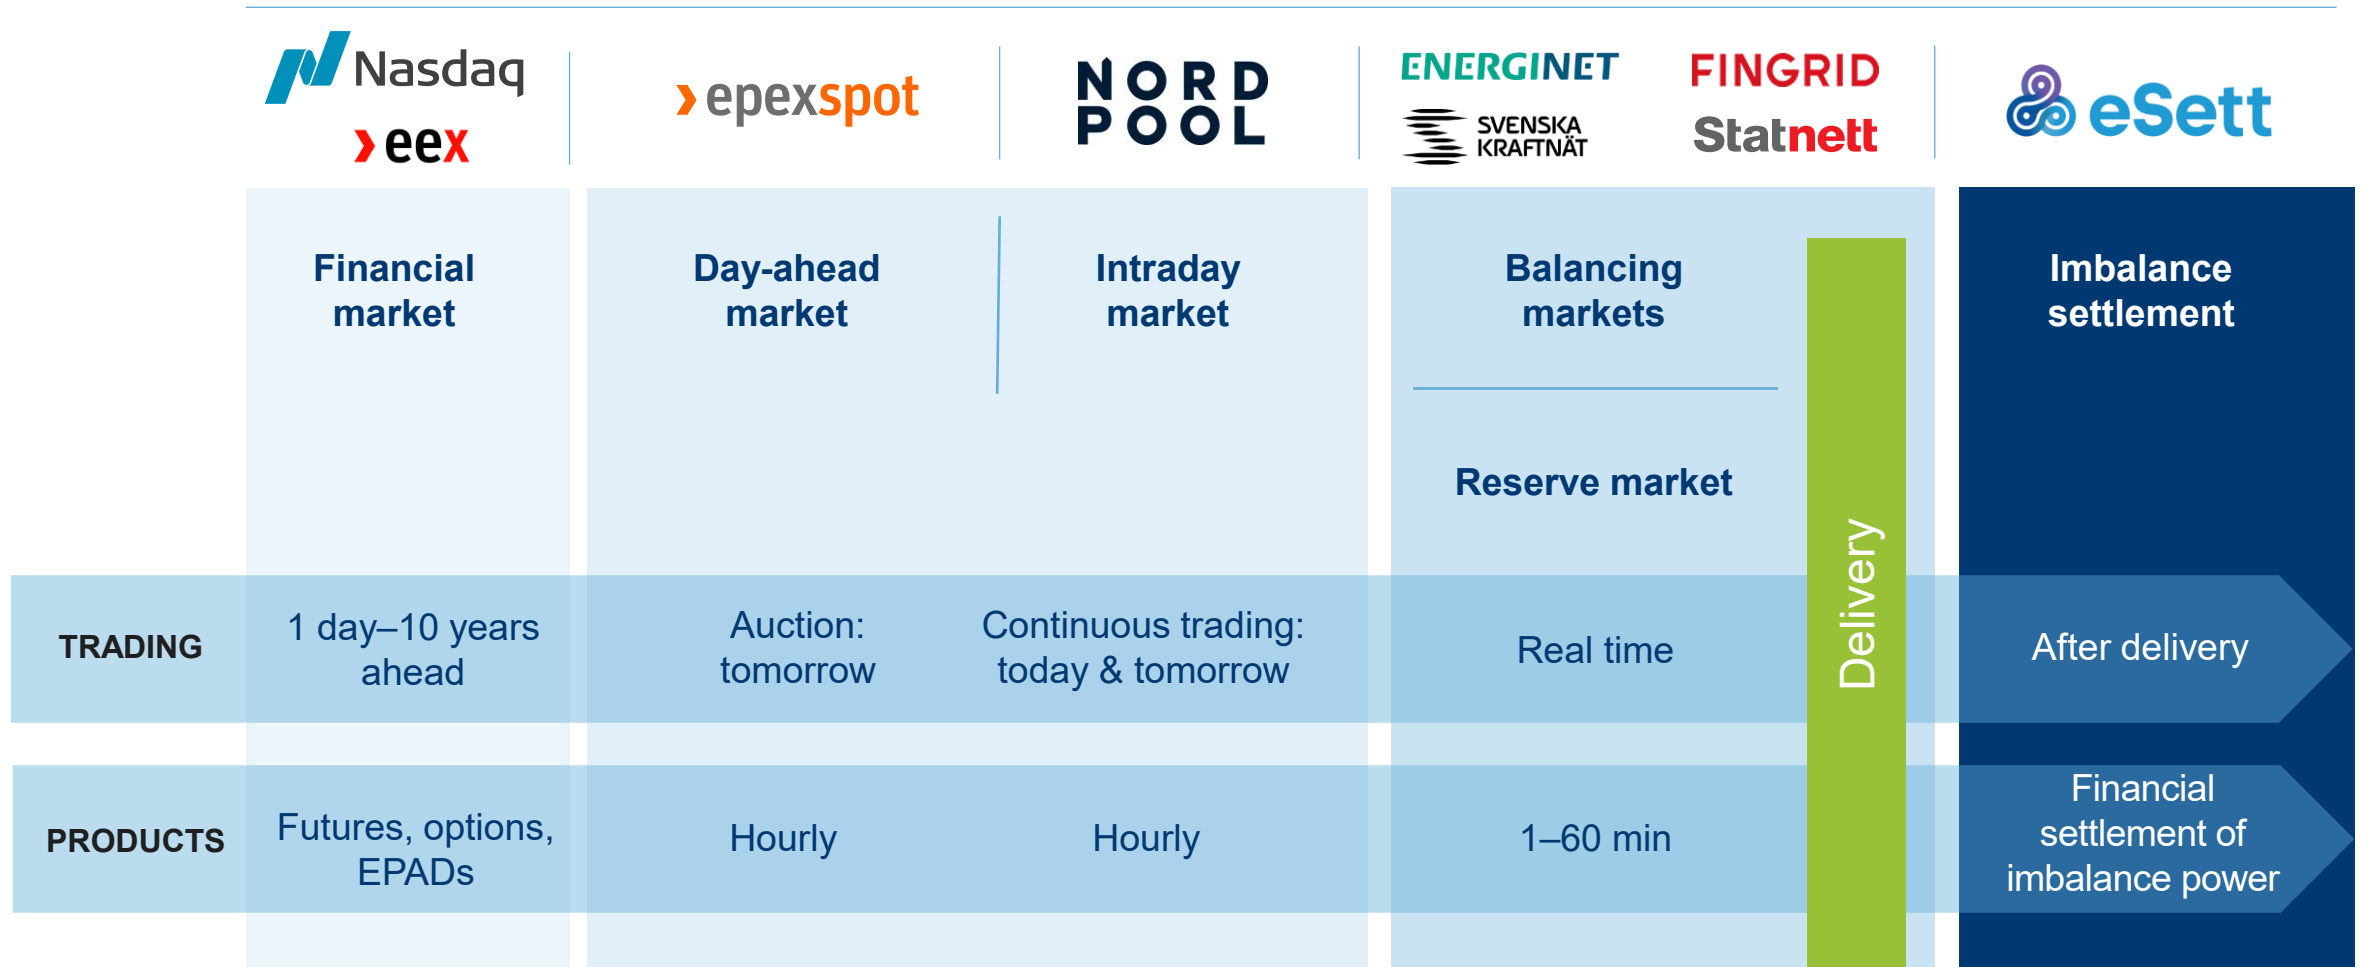 Nasdaq
eex
epexspot
NORD
POOL
ENERGINET
FINGRID
SVENSKA
KRAFTNÄT
Statnett
eSett
Financial
market
Day-ahead
market
Intraday
market
Balancing
markets
Reserve market
Imbalance
settlement
Delivery
TRADING
1 day–10 years
ahead
Auction:
tomorrow
Continuous trading:
today & tomorrow
Real time
After delivery
PRODUCTS
Futures, options,
EPADs
Hourly
Hourly
1–60 min
Financial
settlement of
imbalance power